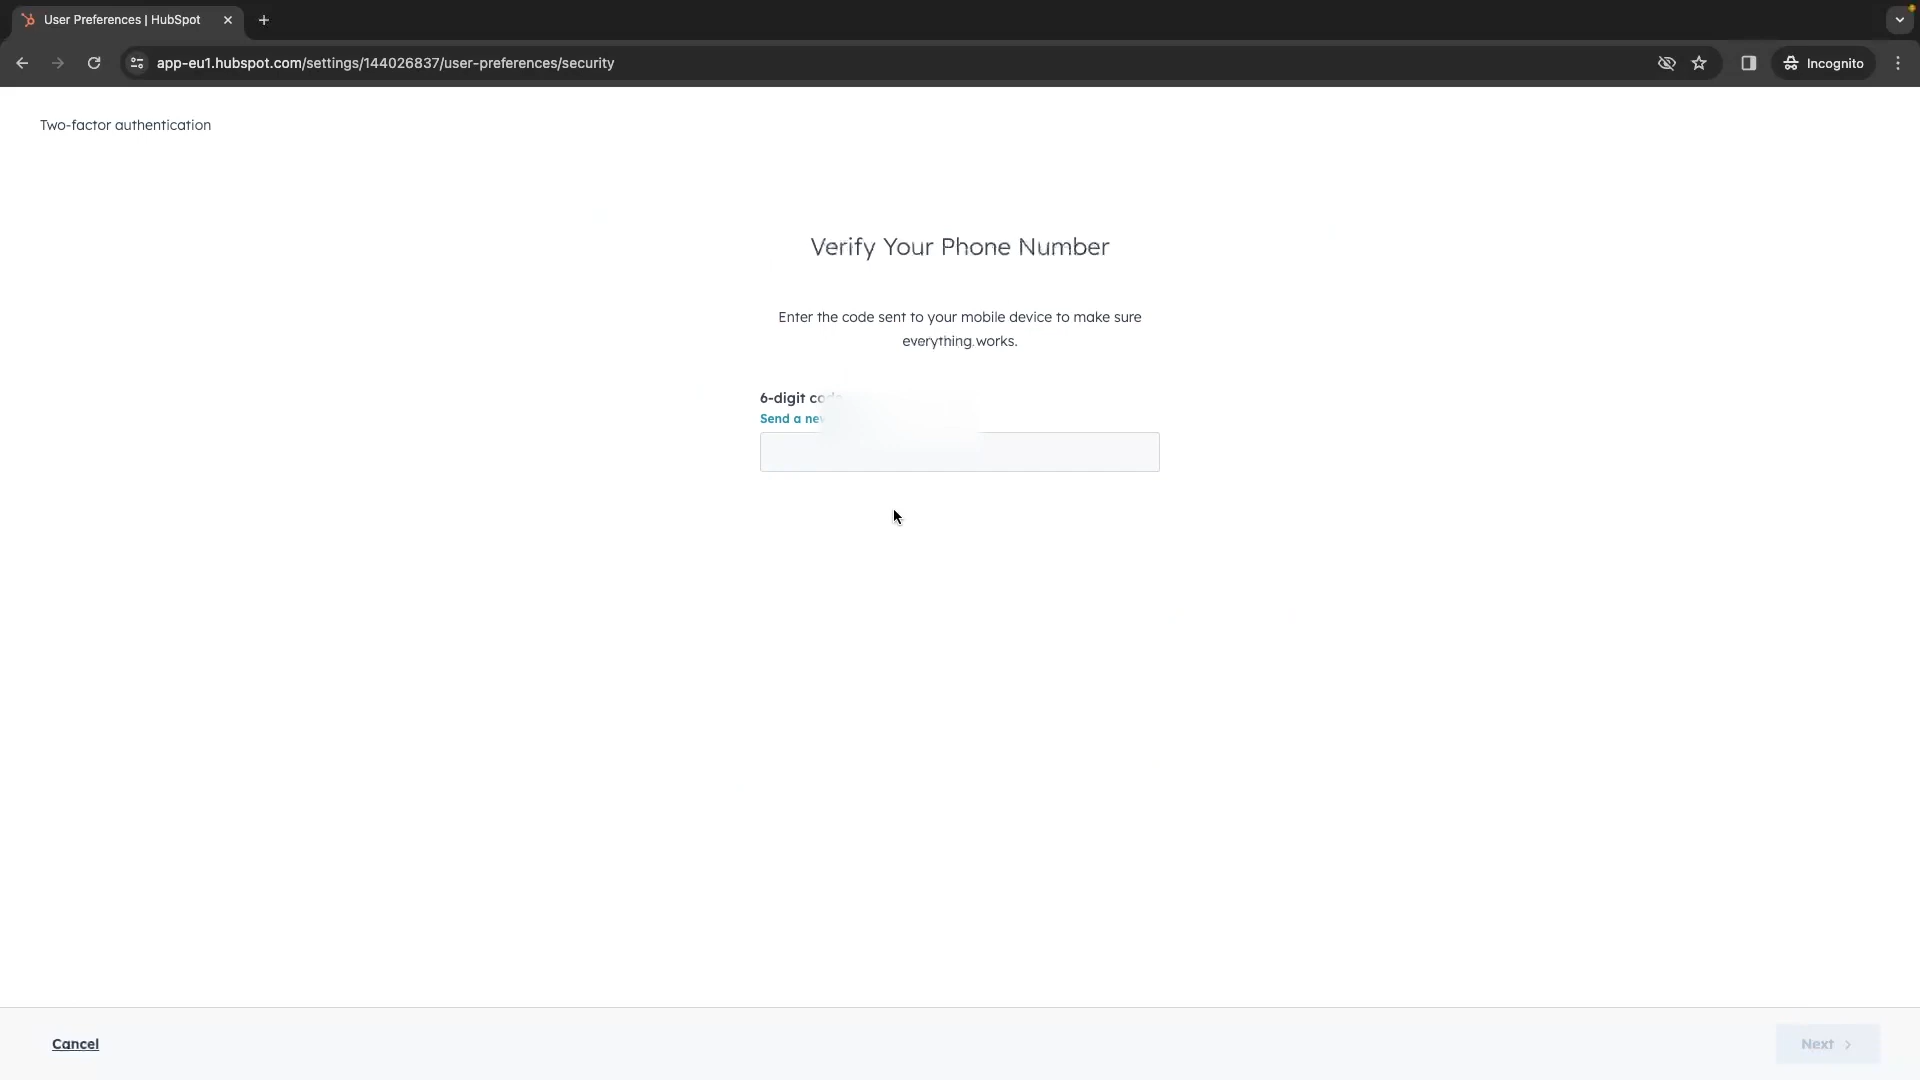 User Preferences | HubSpot
app-eu1.hubspot.com/settings/144026837/user-preferences/security
Incognito
Two-factor authentication
Verify Your Phone Number
Enter the code sent to your mobile device to make sure
everything works.
6-digit code
Send a new
Cancel
Next